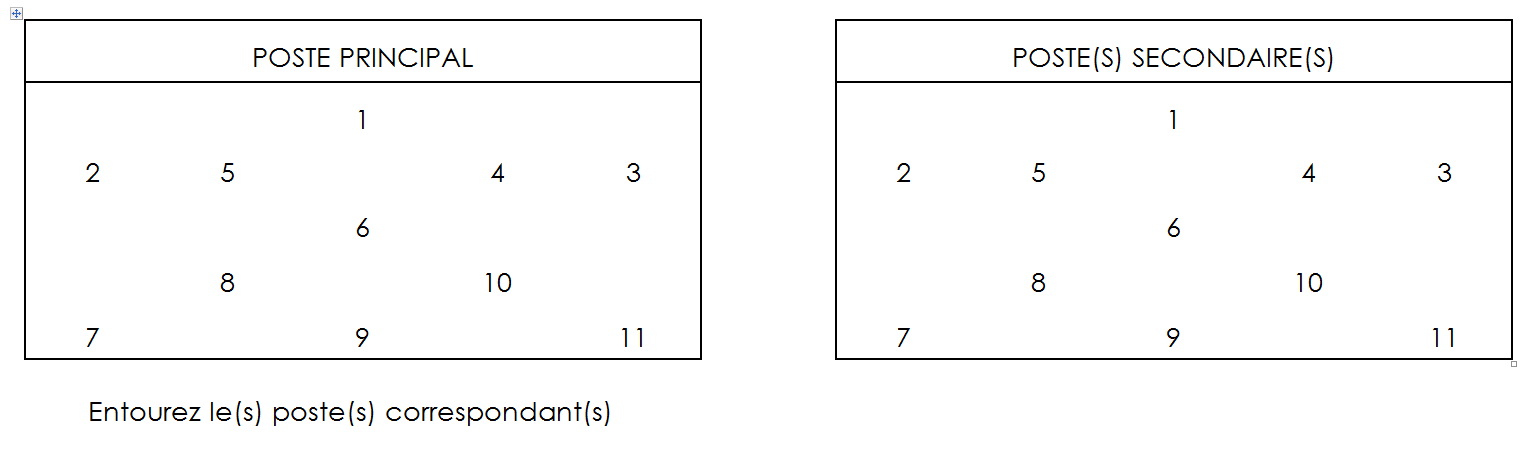 POSTE PRINCIPAL
1
2 5 4 3
6
8 10
7 9 11
POSTE(S) SECONDAIRE(S)
1
2 5 4 3
6
8 10
7 9 11
Entourez le(s) poste(s) correspondant(s)